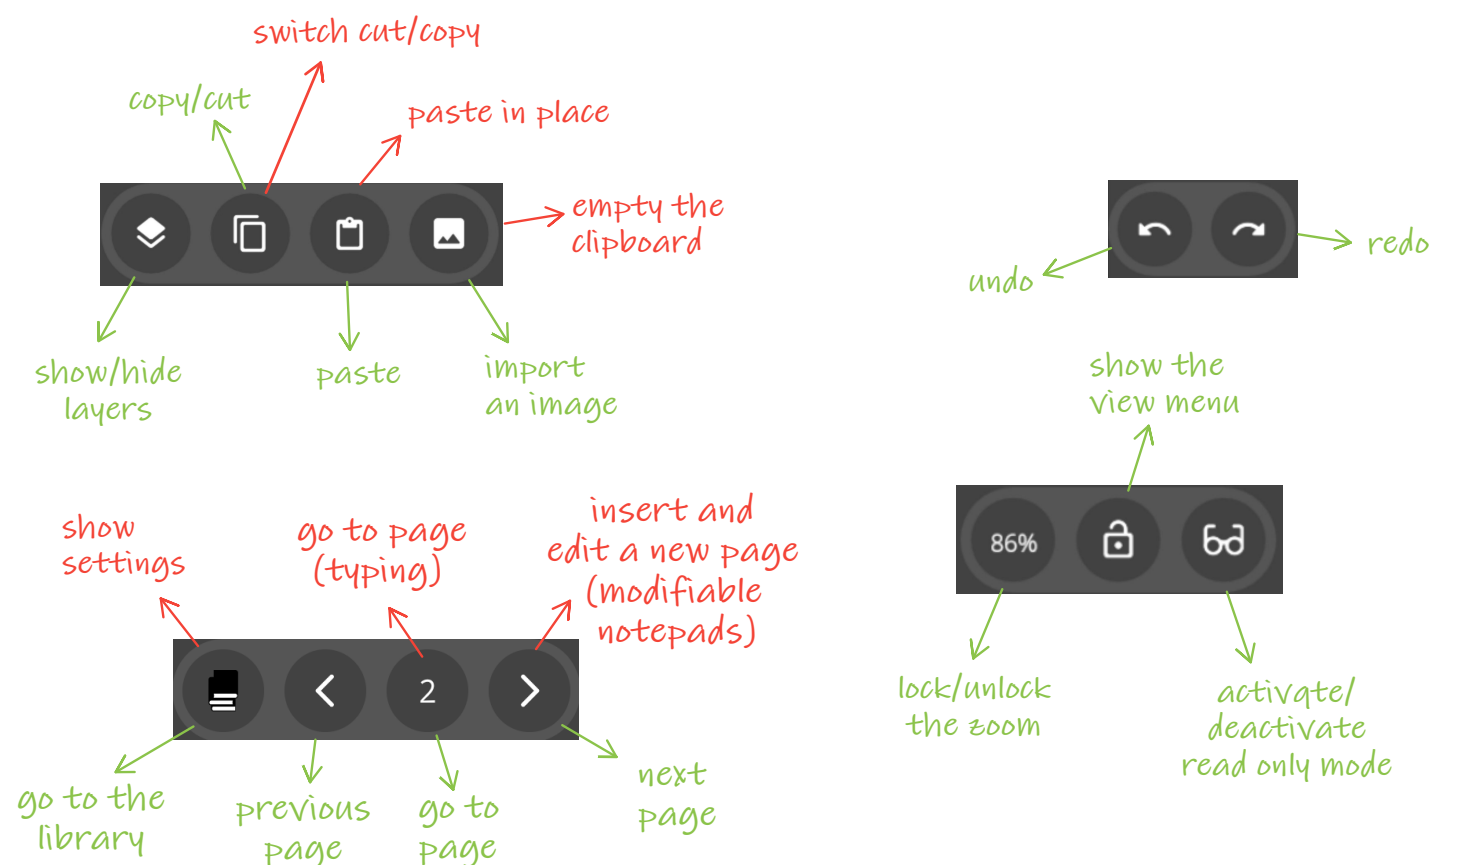 switch cut/copy
copy/cut
paste in place
empty the
clipboard
show/hide
layers
paste
import
an image
undo
redo
show the
view menu
86%
lock/unlock
the zoom
activate/
deactivate
read only mode
show
settings
go to page
(typing)
insert and
edit a new page
(modifiable
notepads)
2
go to the
library
previous
page
go to
page
next
page